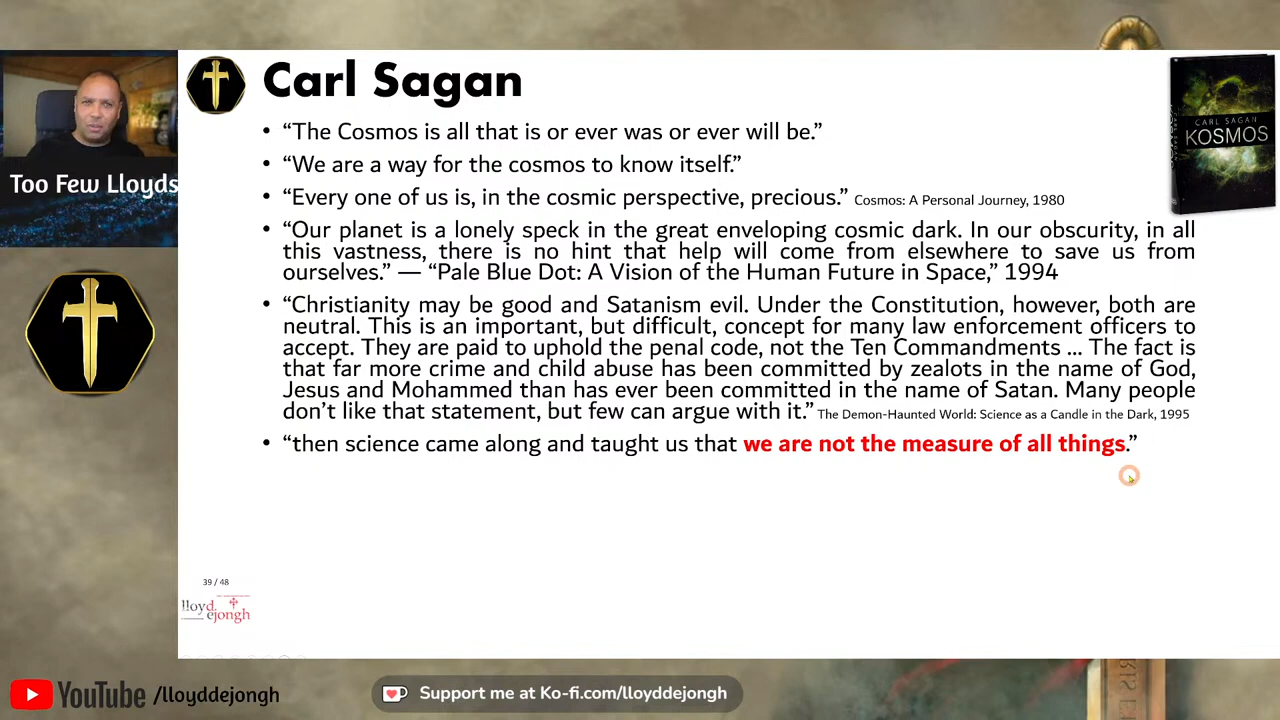 Carl Sagan
• “The Cosmos is all that is or ever was or ever will be.”
• “We are a way for the cosmos to know itself.”
• “Every one of us is, in the cosmic perspective, precious.” Cosmos: A Personal Journey, 1980
• “Our planet is a lonely speck in the great enveloping cosmic dark. In our obscurity, in all
this vastness, there is no hint that help will come from elsewhere to save us from
ourselves.” — “Pale Blue Dot: A Vision of the Human Future in Space,” 1994
• “Christianity may be good and Satanism evil. Under the Constitution, however, both are
neutral. This is an important, but difficult, concept for many law enforcement officers to
accept. They are paid to uphold the penal code, not the Ten Commandments ... The fact is
that far more crime and child abuse has been committed by zealots in the name of God,
Jesus and Mohammed than has ever been committed in the name of Satan. Many people
don’t like that statement, but few can argue with it.” The Demon-Haunted World: Science as a Candle in the Dark, 1995
• “then science came along and taught us that we are not the measure of all things.”
CARL SAGAN
KOSMOS
Too Few Lloyds
39 / 48
lloyd
ejongh
YouTube /lloyddejongh
Support me at Ko-fi.com/lloyddejongh